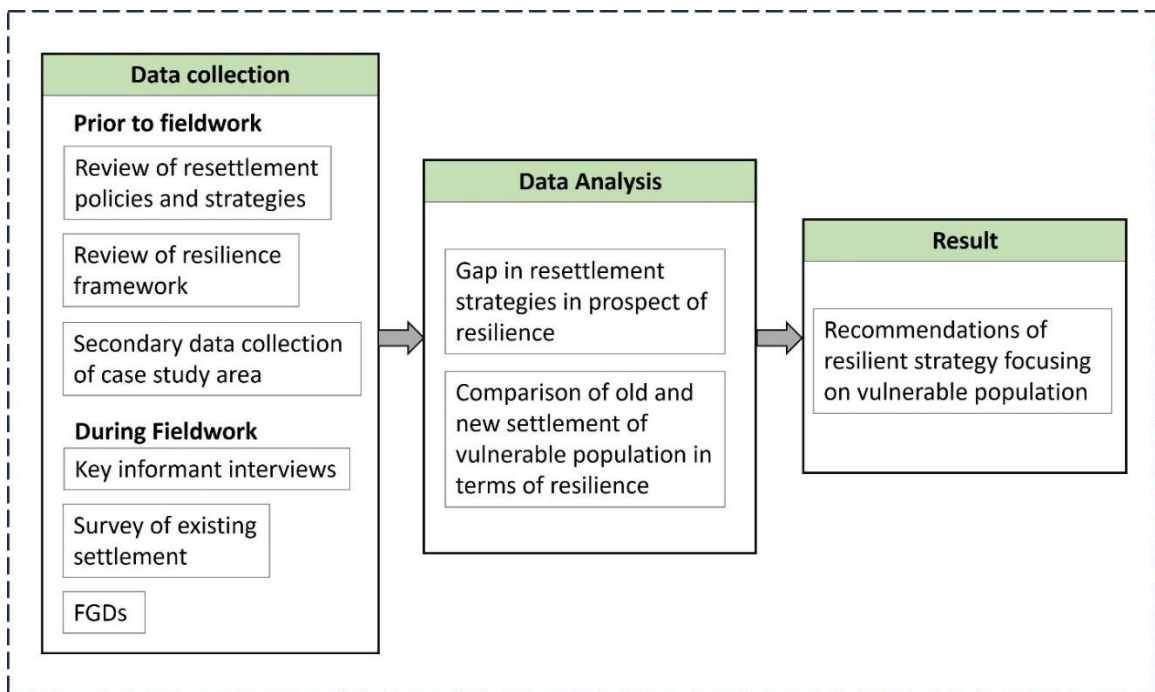 Data collection
Prior to fieldwork
Review of resettlement
policies and strategies
Review of resilience
framework
Secondary data collection
of case study area
During Fieldwork
Key informant interviews
Survey of existing
settlement
FGDs
Data Analysis
Gap in resettlement
strategies in prospect of
resilience
Comparison of old and
new settlement of
vulnerable population in
terms of resilience
Result
Recommendations of
resilient strategy focusing
on vulnerable population